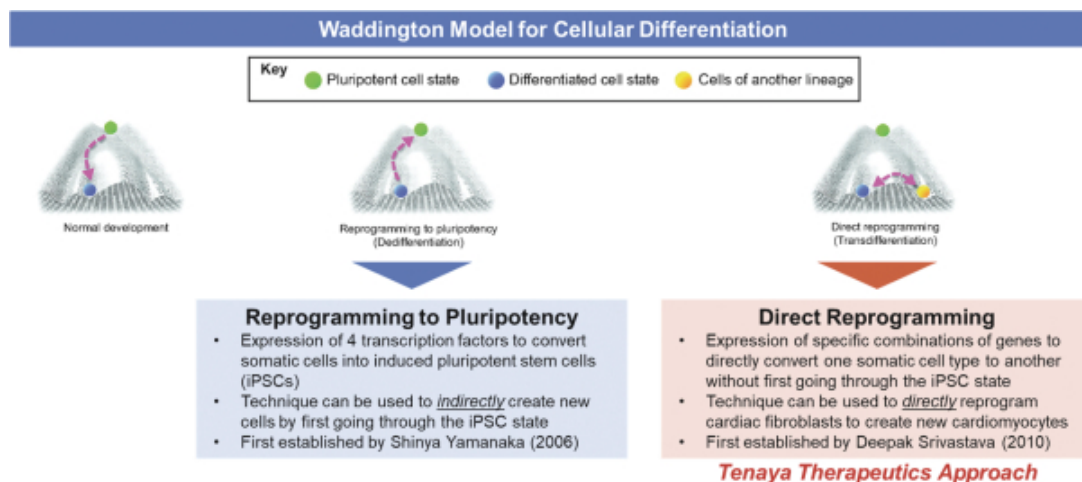 Waddington Model for Cellular Differentiation
Key
Pluripotent cell state
Differentiated cell state
Cells of another lineage
Normal development
Reprogramming to pluripotency
(Dedifferentiation)
Direct reprogramming
(Transdifferentiation)
Reprogramming to Pluripotency
• Expression of 4 transcription factors to convert
somatic cells into induced pluripotent stem cells
(iPSCs)
• Technique can be used to indirectly create new
cells by first going through the iPSC state
• First established by Shinya Yamanaka (2006)
Direct Reprogramming
• Expression of specific combinations of genes to
directly convert one somatic cell type to another
without first going through the iPSC state
• Technique can be used to directly reprogram
cardiac fibroblasts to create new cardiomyocytes
• First established by Deepak Srivastava (2010)
Tenaya Therapeutics Approach